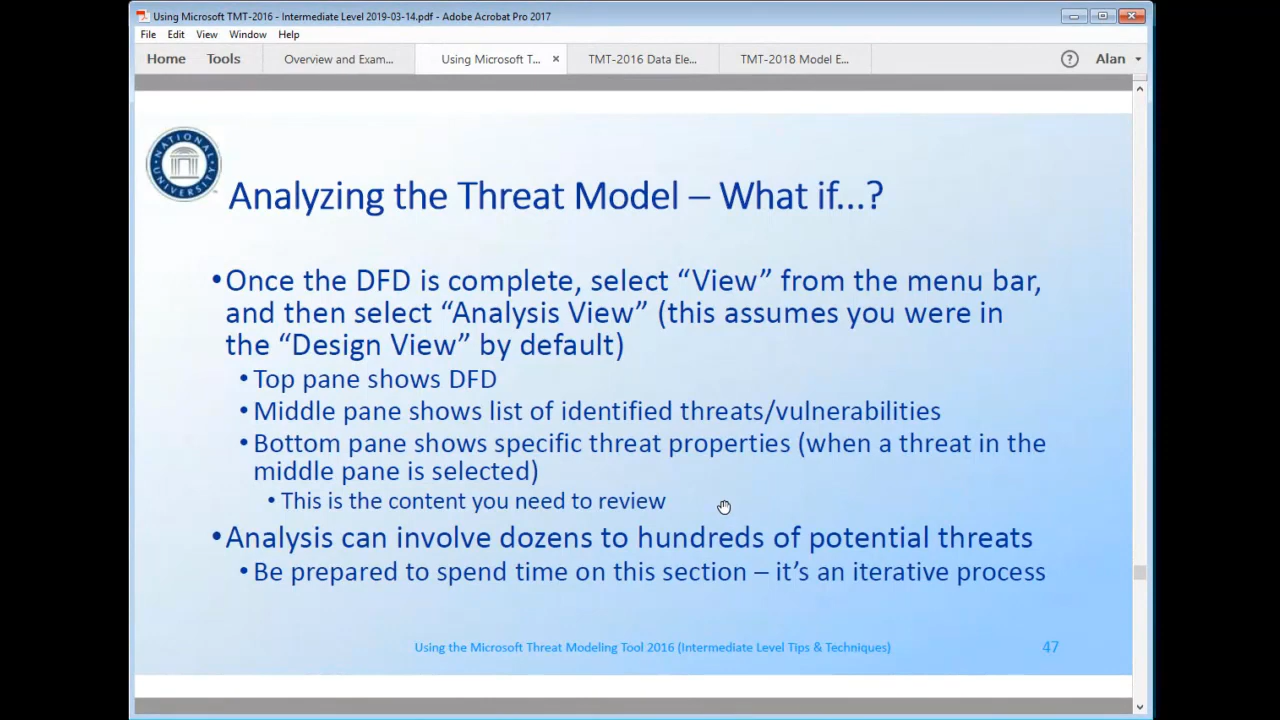 Using Microsoft TMT-2016 - Intermediate Level 2019-03-14.pdf - Adobe Acrobat Pro 2017
File Edit View Window Help
Home Tools Overview and Exam... Using Microsoft T... × TMT-2016 Data Ele... TMT-2018 Model E... ? Alan
NATIONAL UNIVERSITY
Analyzing the Threat Model – What if...?
•Once the DFD is complete, select “View” from the menu bar,
and then select “Analysis View” (this assumes you were in
the “Design View” by default)
•Top pane shows DFD
•Middle pane shows list of identified threats/vulnerabilities
•Bottom pane shows specific threat properties (when a threat in the
middle pane is selected)
•This is the content you need to review
•Analysis can involve dozens to hundreds of potential threats
•Be prepared to spend time on this section – it’s an iterative process
Using the Microsoft Threat Modeling Tool 2016 (Intermediate Level Tips & Techniques) 47